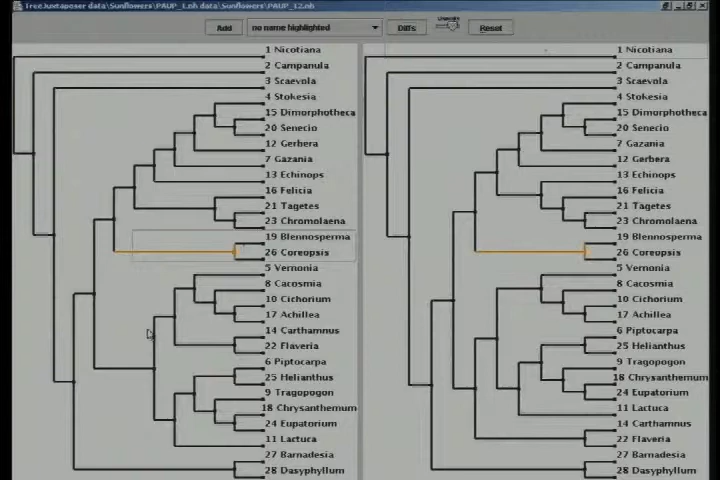 TreeJuxtaposer data\Sunflowers\PAUP_1.nh data\Sunflowers\PAUP_12.nh
Add
no name highlighted
Diffs
Reset
1 Nicotiana
2 Campanula
3 Scaevola
4 Stokesia
15 Dimorphotheca
20 Senecio
12 Gerbera
7 Gazania
13 Echinops
16 Felicia
21 Tagetes
23 Chromolaena
19 Blennosperma
26 Coreopsis
5 Vernonia
8 Cacosmia
10 Cichorium
17 Achillea
14 Carthamnus
22 Flaveria
6 Piptocarpa
25 Helianthus
9 Tragopogon
18 Chrysanthemum
24 Eupatorium
11 Lactuca
27 Barnadesia
28 Dasyphyllum
1 Nicotiana
2 Campanula
3 Scaevola
4 Stokesia
15 Dimorphotheca
20 Senecio
7 Gazania
12 Gerbera
13 Echinops
16 Felicia
21 Tagetes
23 Chromolaena
19 Blennosperma
26 Coreopsis
5 Vernonia
8 Cacosmia
10 Cichorium
17 Achillea
6 Piptocarpa
25 Helianthus
9 Tragopogon
18 Chrysanthemum
24 Eupatorium
11 Lactuca
14 Carthamnus
22 Flaveria
27 Barnadesia
28 Dasyphyllum